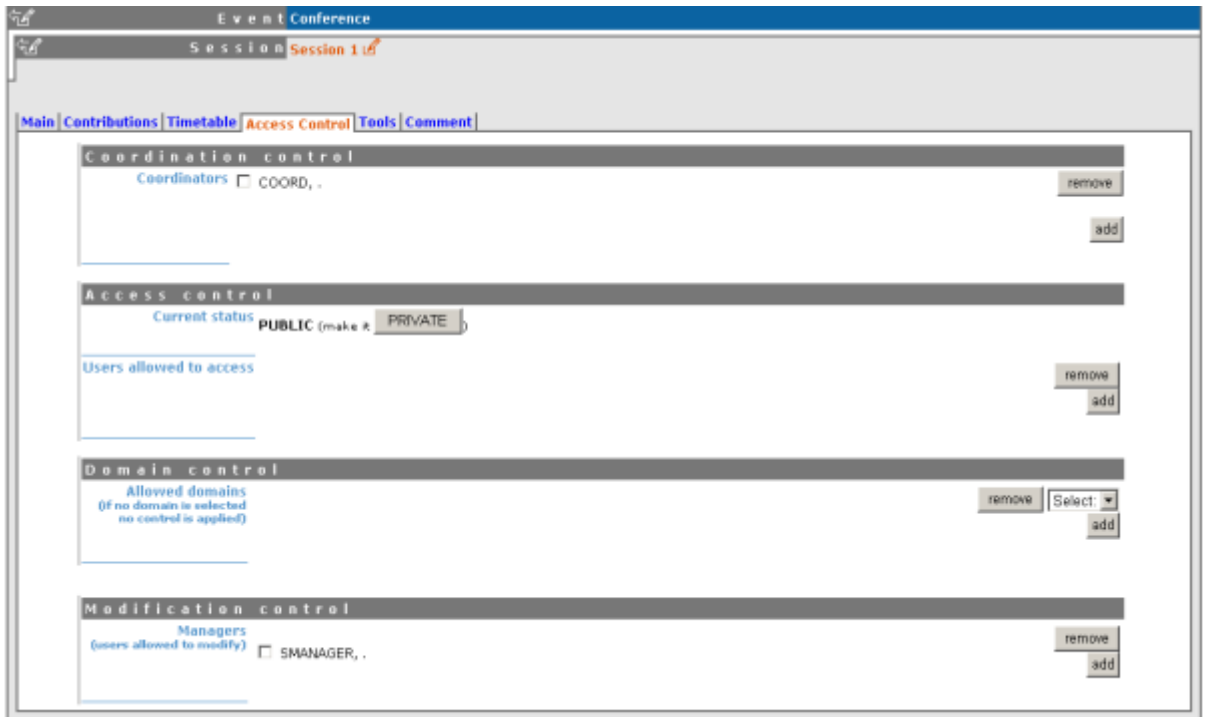 Event Conference
Session Session 1
Main Contributions Timetable Access Control Tools Comment
Coordination control
Coordinators COORD, . remove
add
Access control
Current status PUBLIC (make it PRIVATE )
Users allowed to access remove
add
Domain control
Allowed domains remove Select:
(if no domain is selected
no control is applied) add
Modification control
Managers remove
(users allowed to modify) SMANAGER, .
add